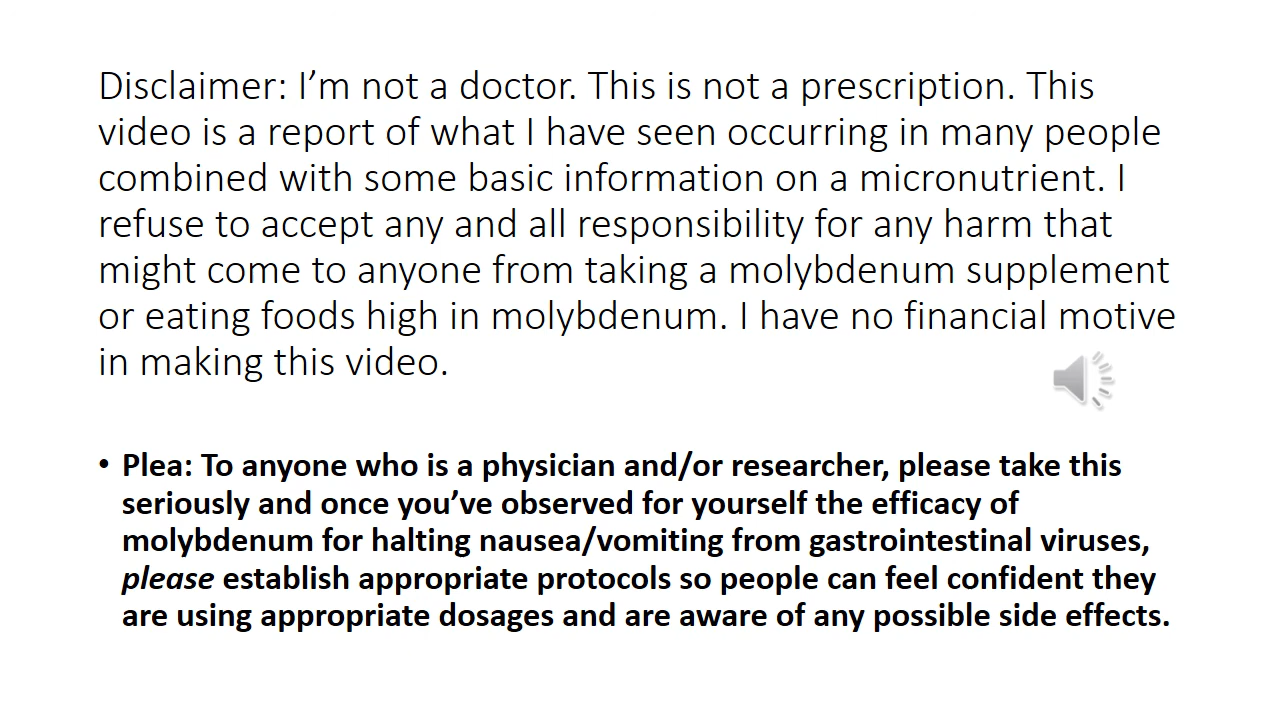 Disclaimer: I’m not a doctor. This is not a prescription. This
video is a report of what I have seen occurring in many people
combined with some basic information on a micronutrient. I
refuse to accept any and all responsibility for any harm that
might come to anyone from taking a molybdenum supplement
or eating foods high in molybdenum. I have no financial motive
in making this video.
• Plea: To anyone who is a physician and/or researcher, please take this
seriously and once you’ve observed for yourself the efficacy of
molybdenum for halting nausea/vomiting from gastrointestinal viruses,
please establish appropriate protocols so people can feel confident they
are using appropriate dosages and are aware of any possible side effects.